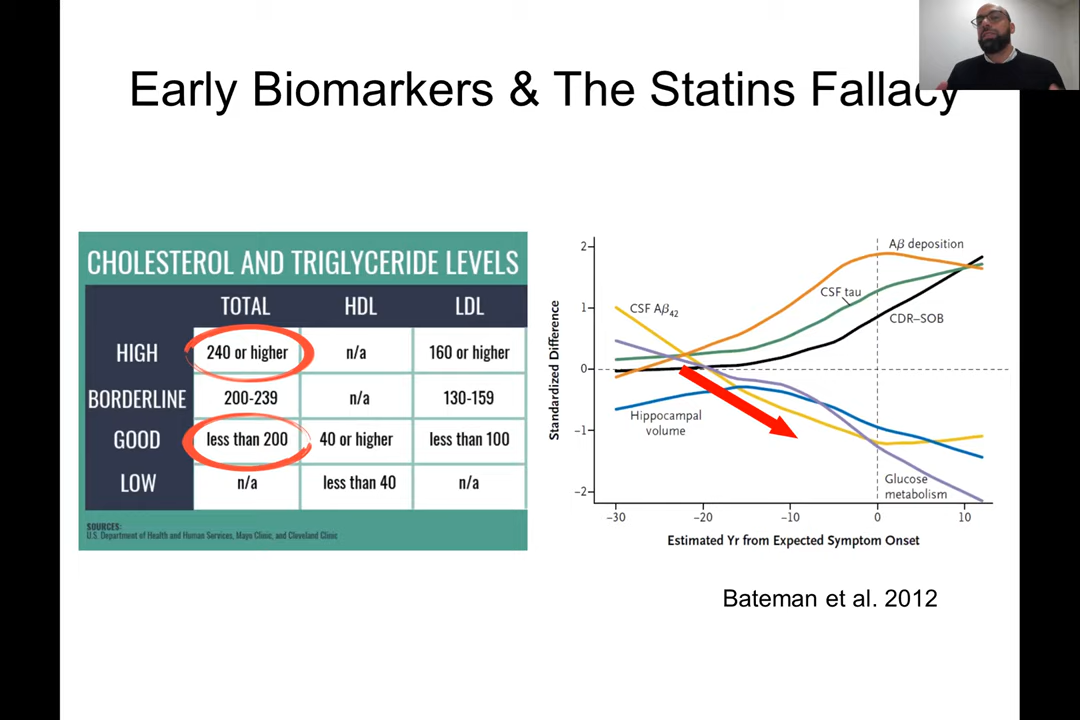 Early Biomarkers & The Statins Fallacy
CHOLESTEROL AND TRIGLYCERIDE LEVELS
TOTAL HDL LDL
HIGH 240 or higher n/a 160 or higher
BORDERLINE 200-239 n/a 130-159
GOOD less than 200 40 or higher less than 100
LOW n/a less than 40 n/a
SOURCES:
U.S. Department of Health and Human Services, Mayo Clinic, and Cleveland Clinic
Standardized Difference
2
1
0
−1
−2
Aβ deposition
CSF tau
CSF Aβ42
CDR–SOB
Hippocampal
volume
Glucose
metabolism
−30 −20 −10 0 10
Estimated Yr from Expected Symptom Onset
Bateman et al. 2012